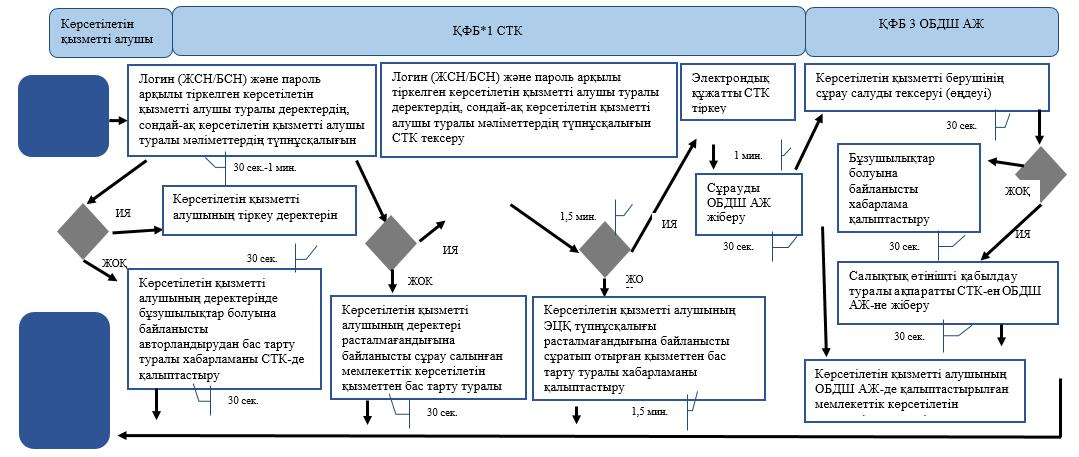 Көрсетілетін
қызметті алушы
ҚФБ*1 СТК
ҚФБ 3 ОБДШ АЖ
Логин (ЖСН/БСН) және пароль
арқылы тіркелген көрсетілетін
қызметті алушы туралы деректердің,
сондай-ақ көрсетілетін қызметті алушы
туралы мәліметтердің түпнұсқалығын
Логин (ЖСН/БСН) және пароль арқылы
тіркелген көрсетілетін қызметті алушы туралы
деректердің, сондай-ақ көрсетілетін қызметті
алушы туралы мәліметтердің түпнұсқалығын
СТК тексеру
Электрондық
құжатты СТК
тіркеу
Көрсетілетін қызметті берушінің
сұрау салуды тексеруі (өңдеуі)
30 сек.
30 сек.-1 мин.
1 мин.
Бұзушылықтар
болуына
байланысты
хабарлама
қалыптастыру
ЖОҚ
Көрсетілетін қызметті
алушының тіркеу деректерін
ИЯ
ИЯ
1,5 мин.
ИЯ
Сұрауды
ОБДШ АЖ
жіберу
30 сек.
30 сек.
30 сек.
ИЯ
ЖОҚ
ЖОК
ЖО
Көрсетілетін қызметті
алушының деректерінде
бұзушылықтар болуына
байланысты
авторландырудан бас тарту
туралы хабарламаны СТК-де
қалыптастыру
Көрсетілетін қызметті
алушының деректері
расталмағандығына
байланысты сұрау салынған
мемлекеттік көрсетілетін
қызметтен бас тарту туралы
Көрсетілетін қызметті алушының
ЭЦҚ түпнұсқалығы
расталмағандығына байланысты
сұратып отырған қызметтен бас
тарту туралы хабарламаны
қалыптастыру
Салықтық өтінішті қабылдау
туралы ақпаратты СТК-ен ОБДШ
АЖ-не жіберу
30 сек.
Көрсетілетін қызметті алушының
ОБДШ АЖ-де қалыптастырылған
мемлекеттік көрсетілетін
30 сек.
30 сек.
1,5 мин.